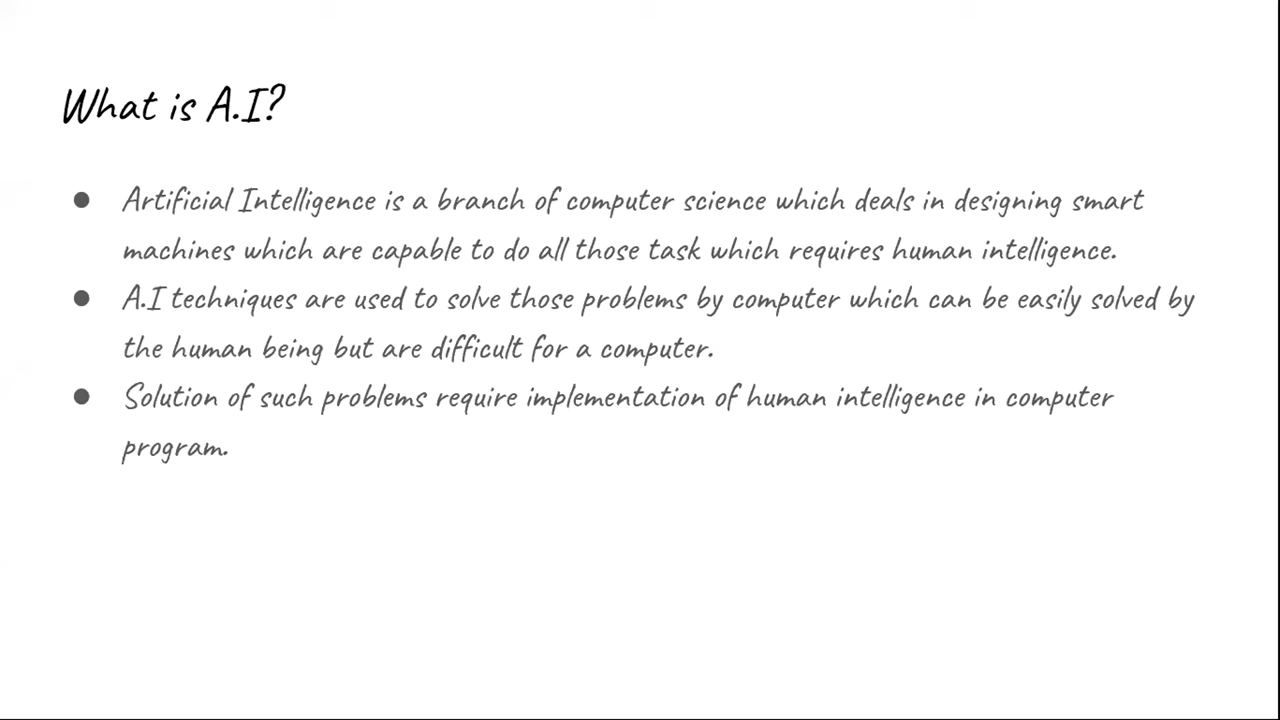 What is A.I?
● Artificial Intelligence is a branch of computer science which deals in designing smart
machines which are capable to do all those task which requires human intelligence.
● A.I techniques are used to solve those problems by computer which can be easily solved by
the human being but are difficult for a computer.
● Solution of such problems require implementation of human intelligence in computer
program.